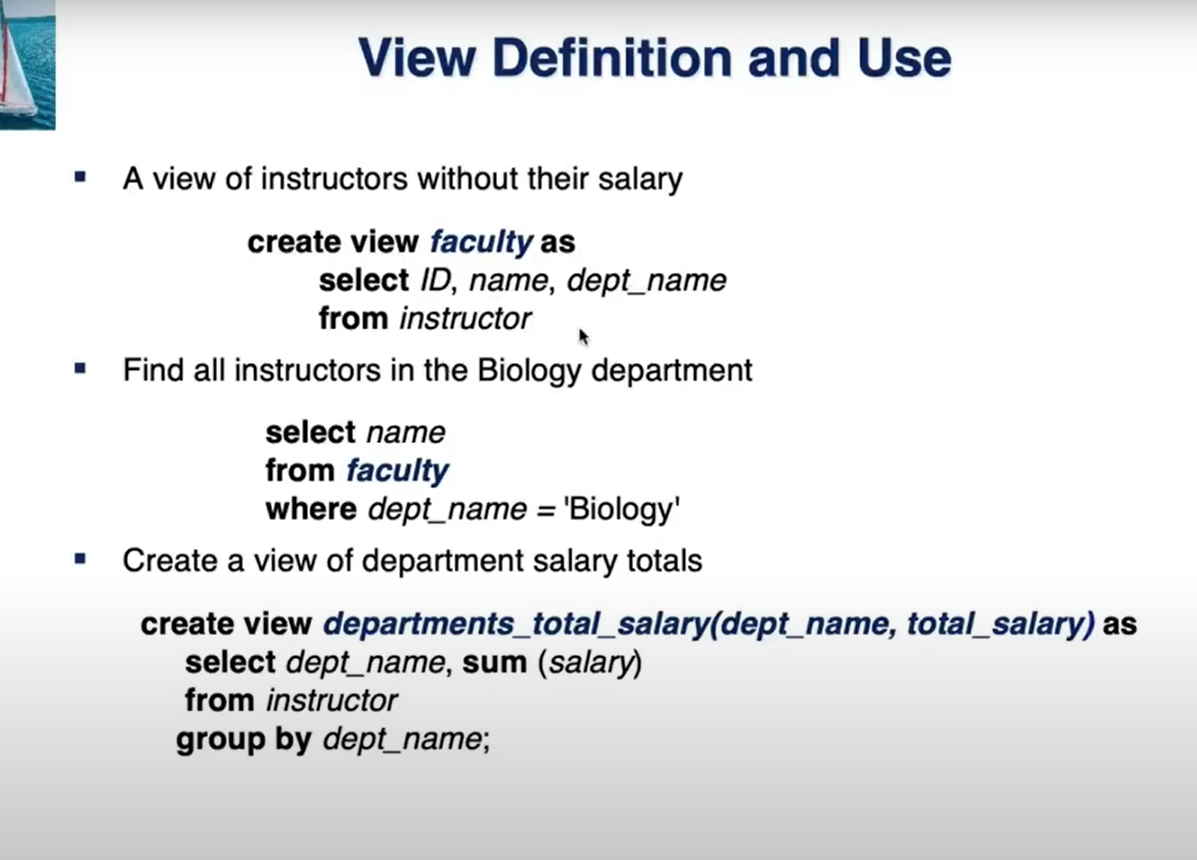 View Definition and Use
▪ A view of instructors without their salary
create view faculty as
select ID, name, dept_name
from instructor
▪ Find all instructors in the Biology department
select name
from faculty
where dept_name = 'Biology'
▪ Create a view of department salary totals
create view departments_total_salary(dept_name, total_salary) as
select dept_name, sum (salary)
from instructor
group by dept_name;